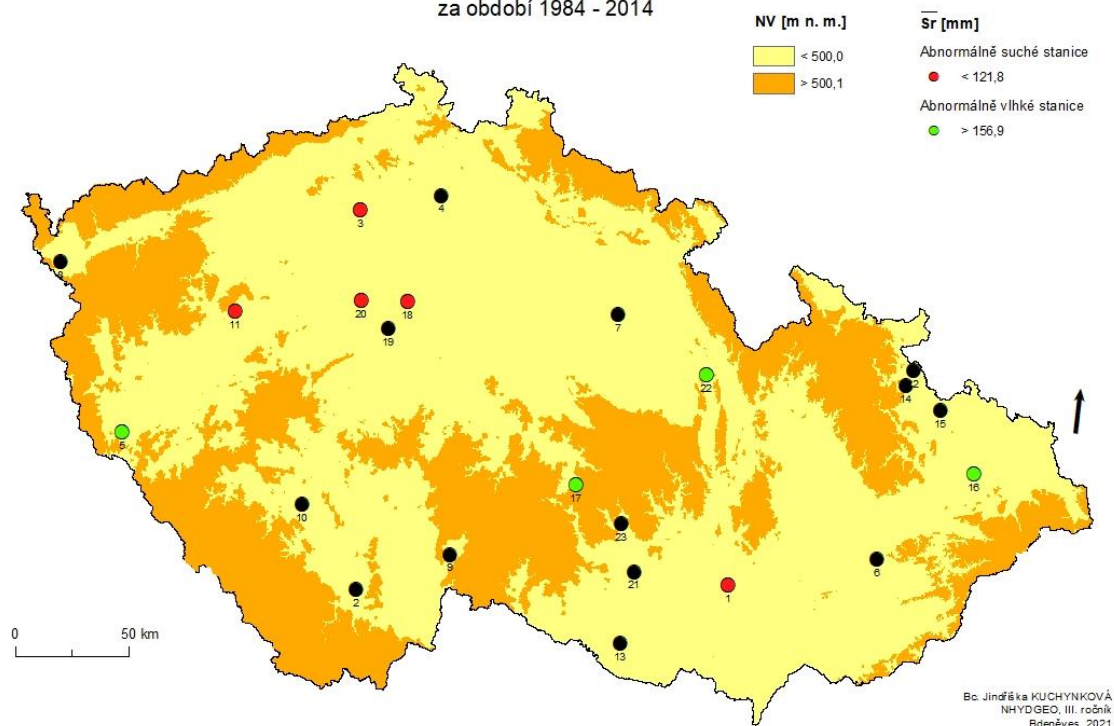 za období 1984 - 2014
NV [m n. m.]
< 500,0
> 500,1
Sr [mm]
Abnormálně suché stanice
< 121,8
Abnormálně vlhké stanice
> 156,9
4
3
11
20
18
19
7
22
14
15
5
16
17
10
23
9
6
21
2
1
13
0 50 km
Bc. Jindřiška KUCHYNKOVÁ
NHYDGEO, III. ročník
Bdeněves, 2021